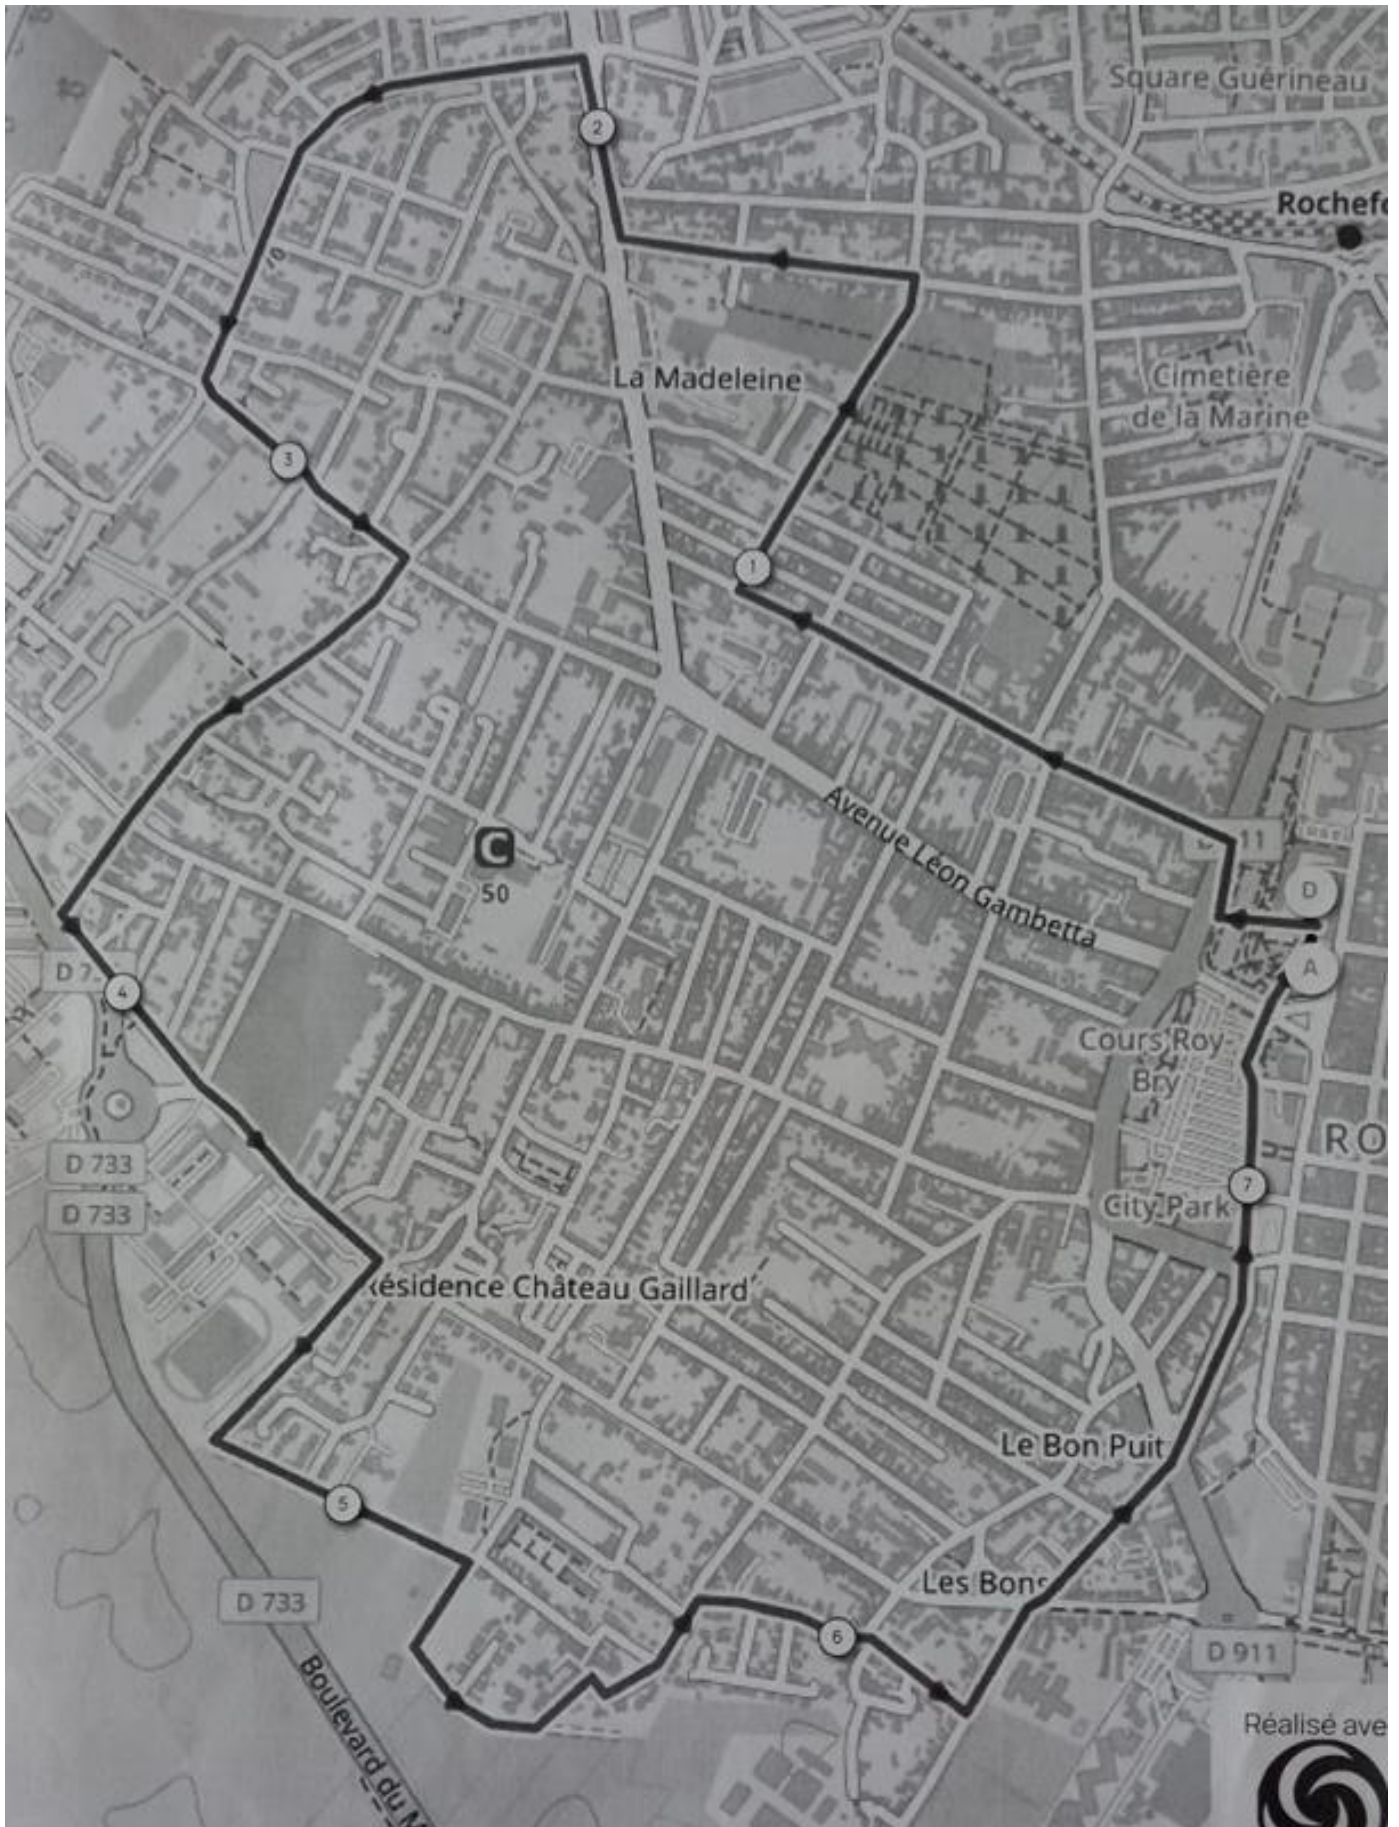 Square Guérineau
2
Rochefo
La Madeleine
Cimetière
de la Marine
3
1
Avenue Léon Gambetta
C
50
11
D
A
D 7
4
Cours Roy-
Bry
RO
D 733
D 733
7
City Park
Résidence Château Gaillard
Le Bon Puit
5
Les Bons
D 733
6
D 911
Boulevard du M
Réalisé ave